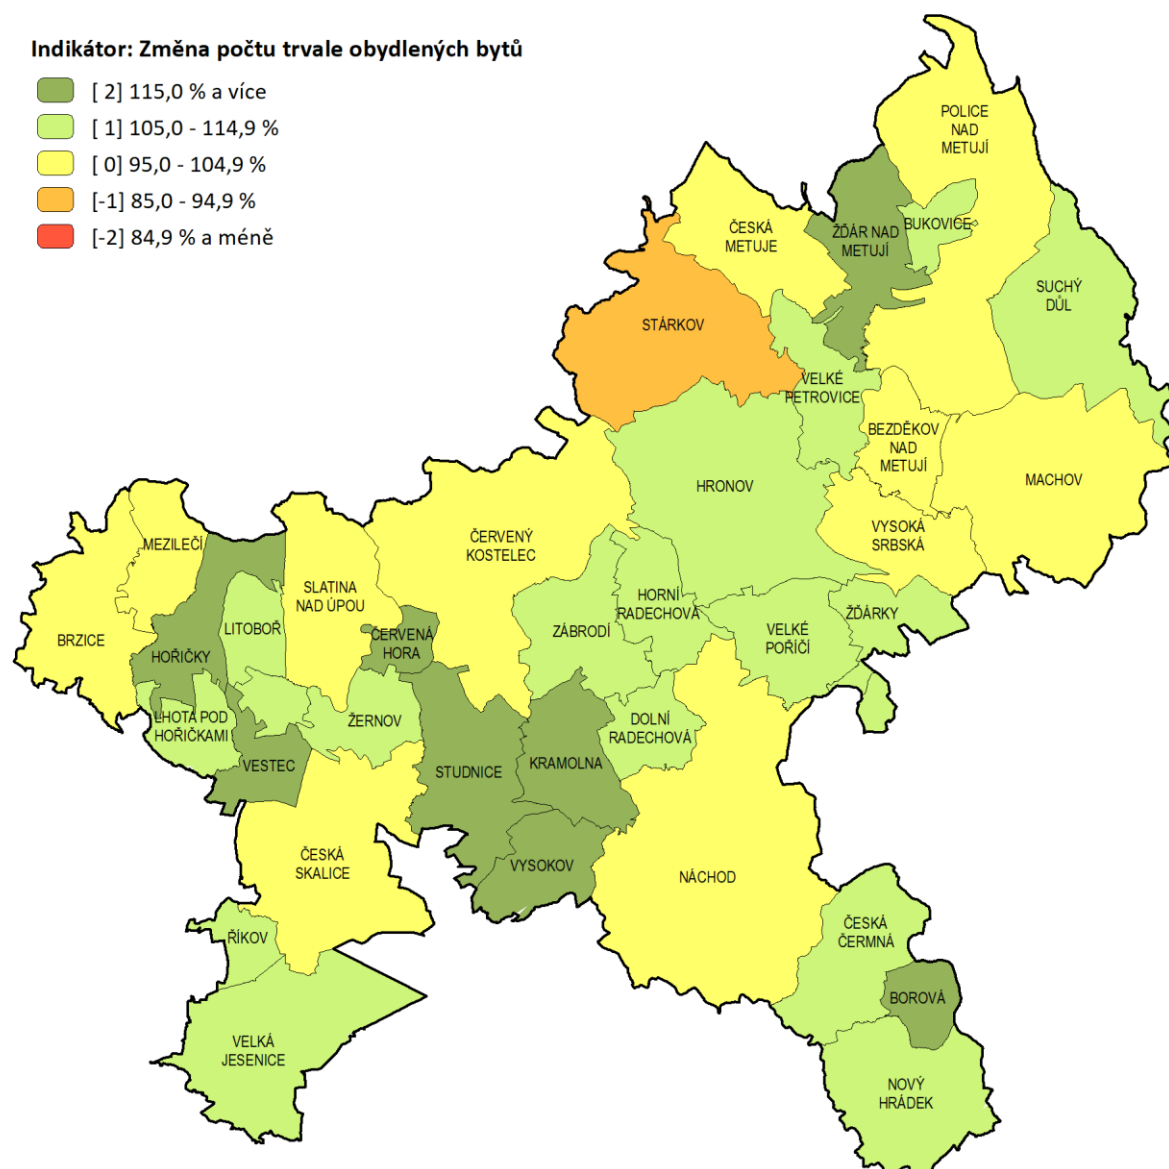 Indikátor: Změna počtu trvale obydlených bytů
[ 2] 115,0 % a více
[ 1] 105,0 - 114,9 %
[ 0] 95,0 - 104,9 %
[-1] 85,0 - 94,9 %
[-2] 84,9 % a méně
POLICE
NAD
METUJÍ
ČESKÁ
METUJE
ŽĎÁR NAD
METUJÍ
BUKOVICE
SUCHÝ
DŮL
STÁRKOV
VELKÉ
PETROVICE
BEZDĚKOV
NAD
METUJÍ
MACHOV
HRONOV
VYSOKÁ
SRBSKÁ
ČERVENÝ
KOSTELEC
MEZILEČÍ
SLATINA
NAD ÚPOU
HORNÍ
RADECHOVÁ
ŽĎÁRKY
LITOBOŘ
ZÁBRODÍ
VELKÉ
POŘÍČÍ
BRZICE
HOŘIČKY
ČERVENÁ
HORA
LHOTA POD
HOŘIČKAMI
ŽERNOV
DOLNÍ
RADECHOVÁ
VESTEC
STUDNICE
KRAMOLNA
ČESKÁ
SKALICE
VYSOKOV
NÁCHOD
ŘÍKOV
ČESKÁ
ČERMNÁ
BOROVÁ
VELKÁ
JESENICE
NOVÝ
HRÁDEK